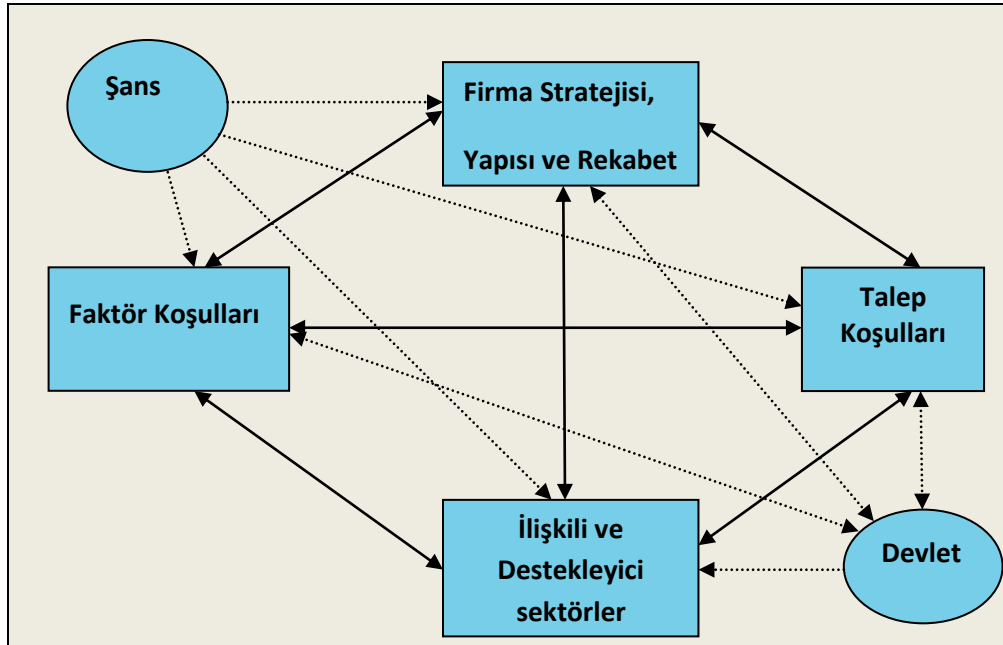 Şans
Firma Stratejisi,
Yapısı ve Rekabet
Faktör Koşulları
Talep
Koşulları
İlişkili ve
Destekleyici
sektörler
Devlet